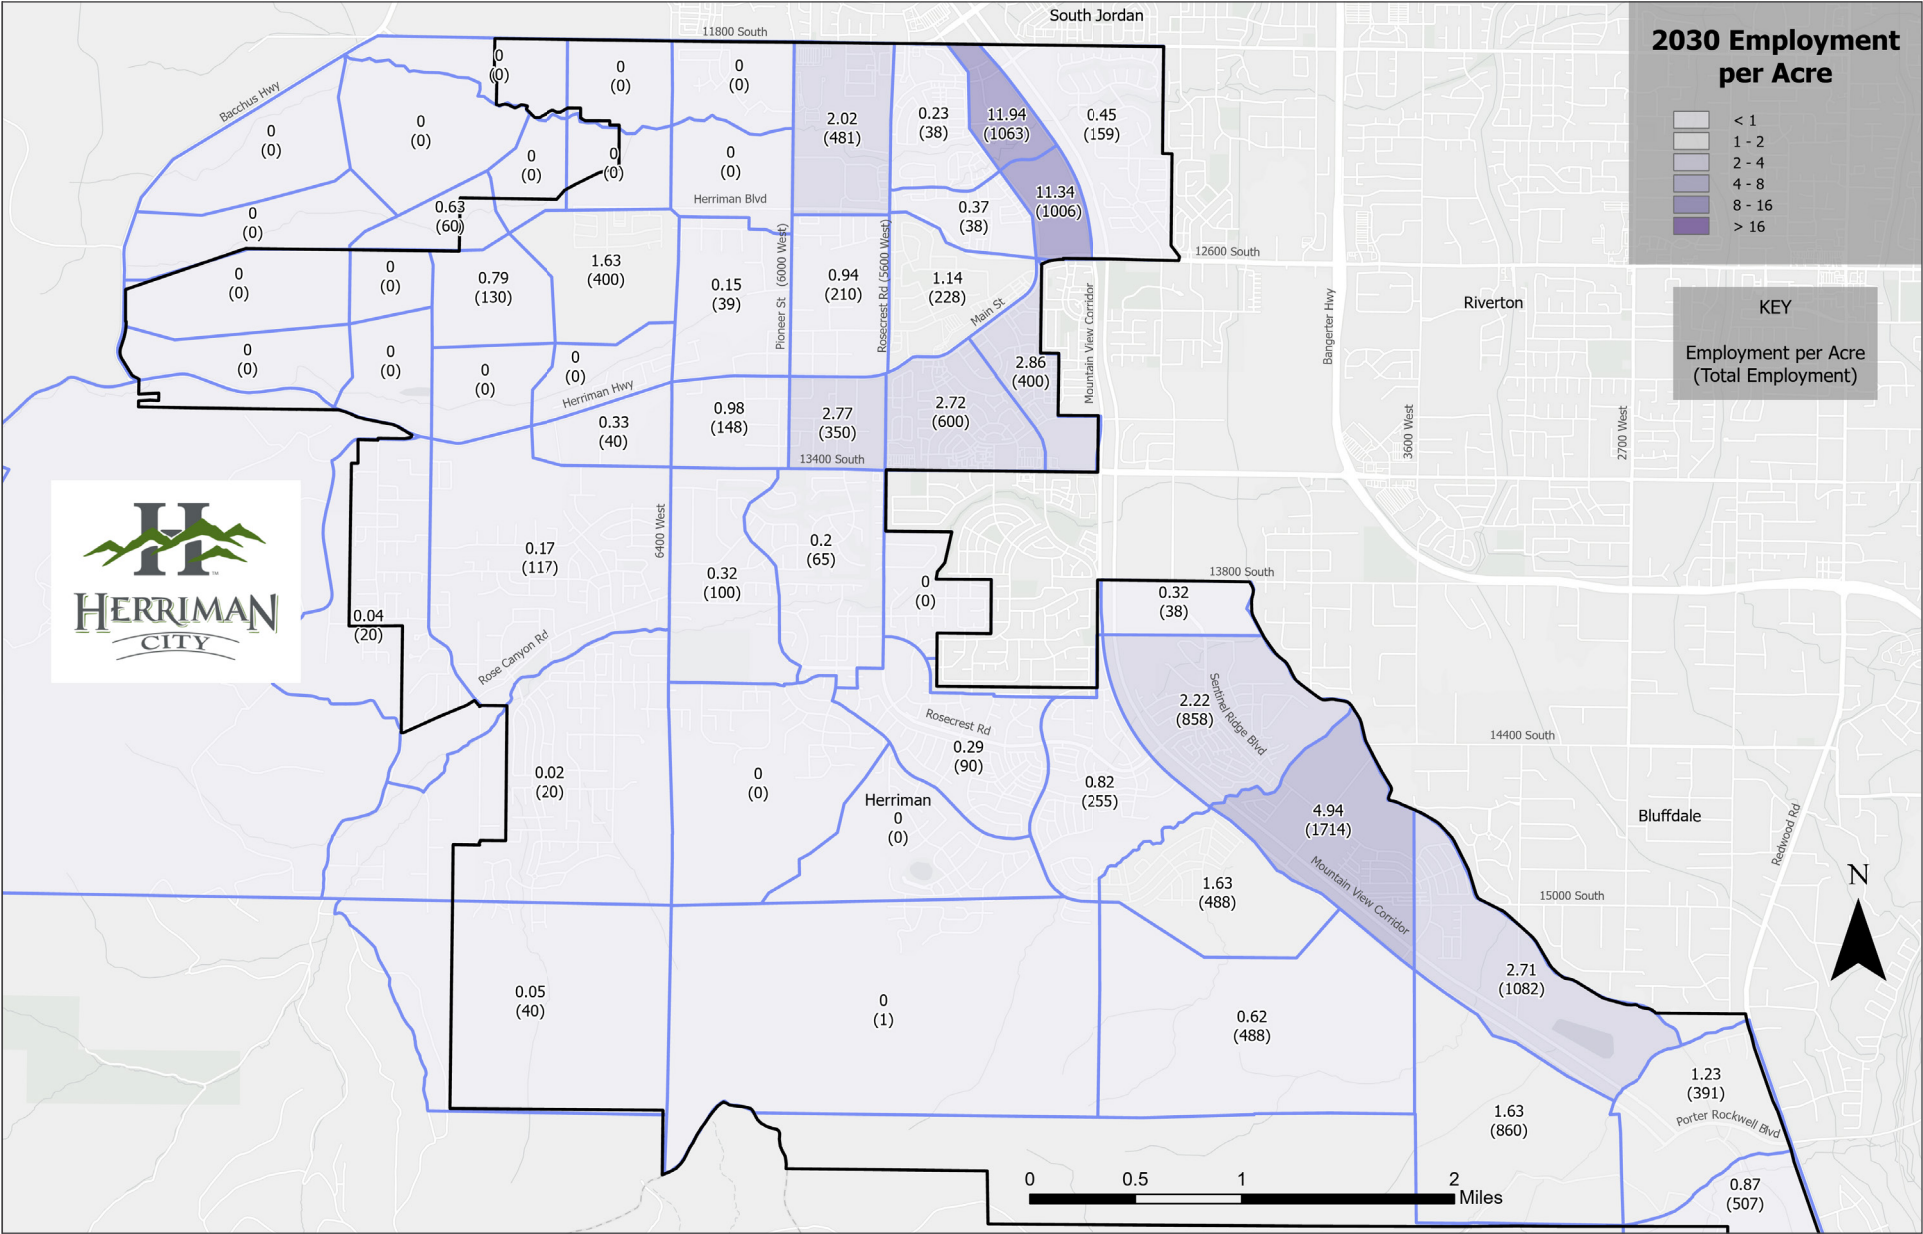 South Jordan
11800 South
2030 Employment
per Acre
< 1
1 - 2
2 - 4
4 - 8
8 - 16
> 16
KEY
Employment per Acre
(Total Employment)
Bacchus Hwy
0
(0)
0
(0)
0
(0)
2.02
(481)
0.23
(38)
11.94
(1063)
0.45
(159)
0
(0)
0
(0)
0
(0)
0
(0)
0
(0)
Herriman Blvd
11.34
(1006)
0
(0)
0.63
(60)
0.37
(38)
12600 South
0
(0)
0
(0)
0.79
(130)
1.63
(400)
0.15
(39)
Pioneer St (6000 West)
0.94
(210)
Rosecrest Rd (5600 West)
1.14
(228)
Main St
Mountain View Corridor
Bangerter Hwy
Riverton
0
(0)
0
(0)
0
(0)
0
(0)
Herriman Hwy
2.86
(400)
0.33
(40)
0.98
(148)
2.77
(350)
2.72
(600)
13400 South
3600 West
2700 West
H
TM
HERRIMAN
CITY
0.17
(117)
6400 West
0.2
(65)
0.32
(100)
0
(0)
13800 South
0.32
(38)
0.04
(20)
Rose Canyon Rd
2.22
(858)
Sentinel Ridge Blvd
Rosecrest Rd
0.29
(90)
14400 South
0.02
(20)
0
(0)
0.82
(255)
Herriman
0
(0)
4.94
(1714)
Bluffdale
Redwood Rd
Mountain View Corridor
1.63
(488)
15000 South
N
0.05
(40)
0
(1)
0.62
(488)
2.71
(1082)
1.23
(391)
Porter Rockwell Blvd
1.63
(860)
0.87
(507)
0 0.5 1 2
Miles